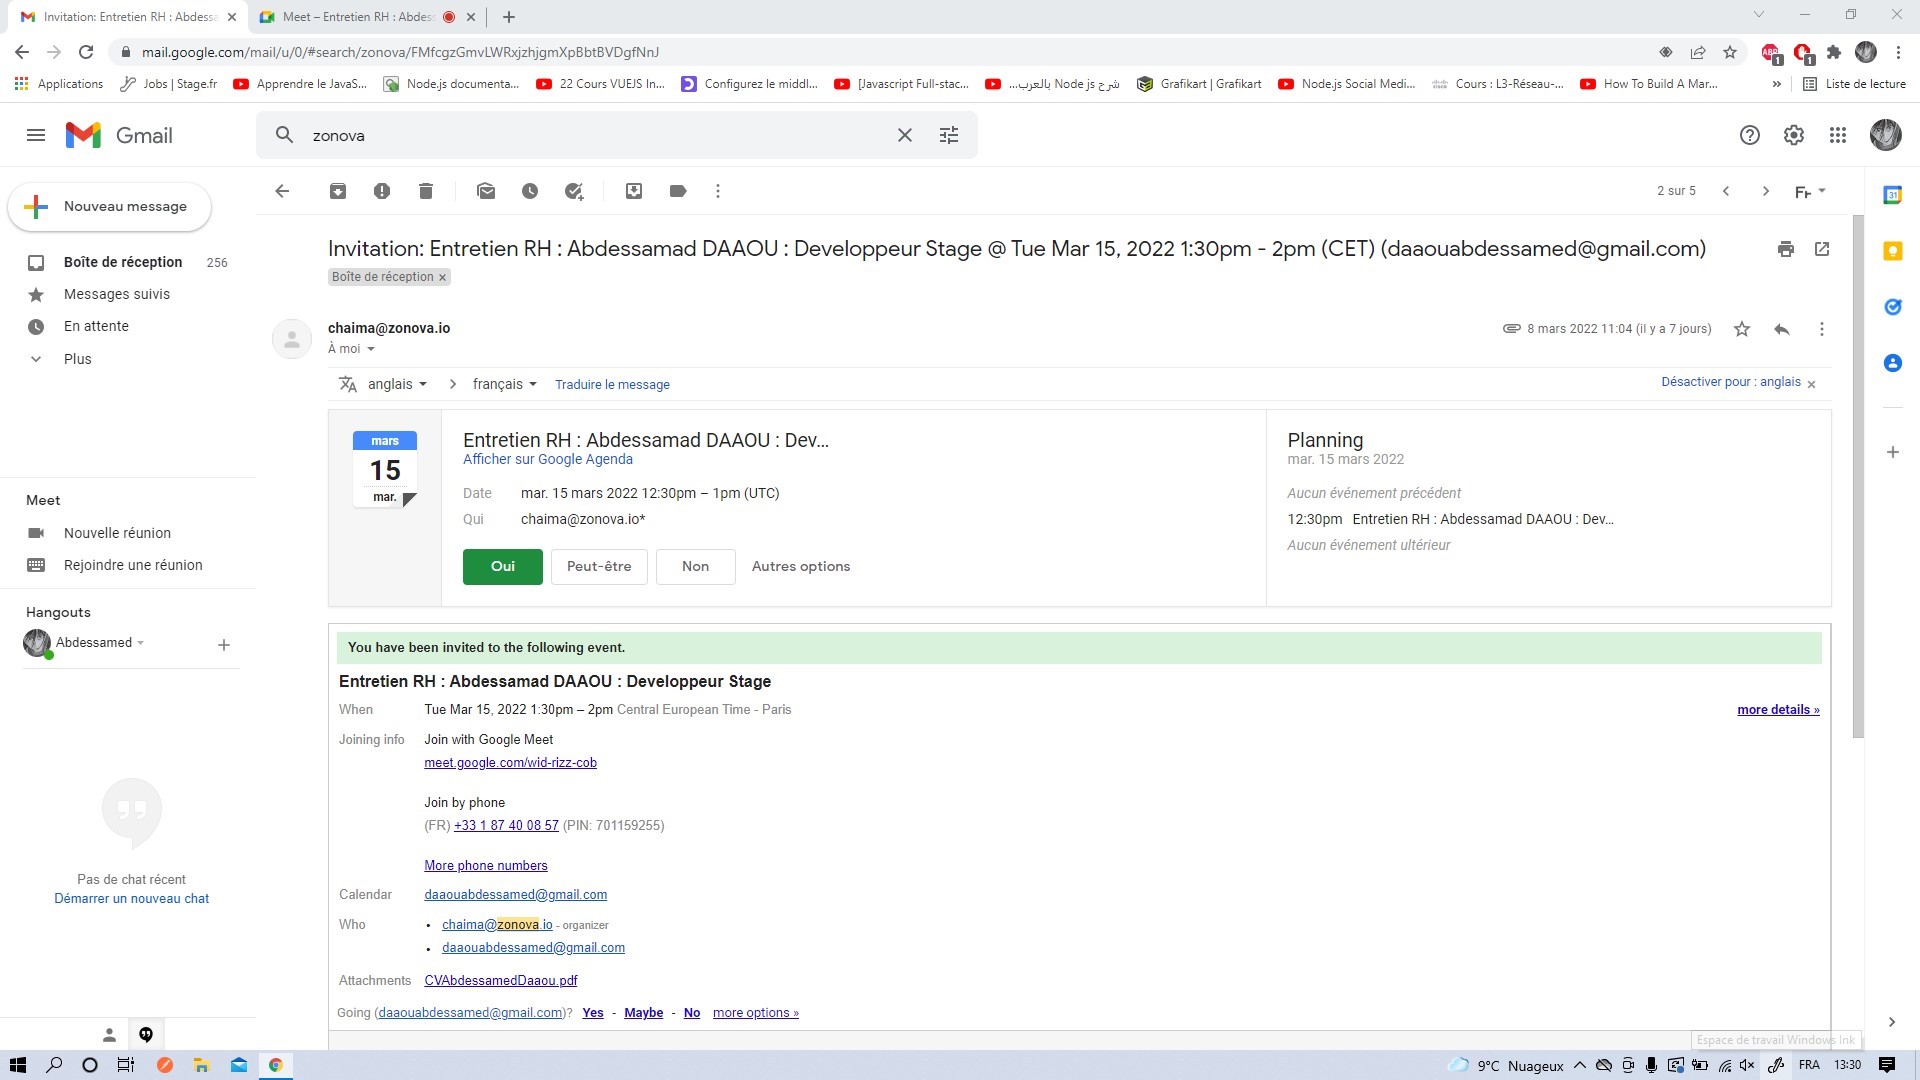 Invitation: Entretien RH : Abdessa
Meet – Entretien RH : Abdes
mail.google.com/mail/u/0/#search/zonova/FMfcgzGmvLWRxjzhjgmXpBbtBVDgfNnJ
ABP
1
1
Applications
Jobs | Stage.fr
Apprendre le JavaS...
Node.js documenta...
22 Cours VUEJS In...
Configurez le middl...
[Javascript Full-stac...
شرح Node js بالعرب...
Grafikart | Grafikart
Node.js Social Medi...
Cours : L3-Réseau-...
How To Build A Mar...
»
Liste de lecture
Gmail
zonova
Nouveau message
2 sur 5
Boîte de réception 256
Messages suivis
En attente
Plus
Invitation: Entretien RH : Abdessamad DAAOU : Developpeur Stage @ Tue Mar 15, 2022 1:30pm - 2pm (CET) (daaouabdessamed@gmail.com)
Boîte de réception ×
chaima@zonova.io
8 mars 2022 11:04 (il y a 7 jours)
À moi
anglais > français Traduire le message
Désactiver pour : anglais ×
mars
15
mar.
Entretien RH : Abdessamad DAAOU : Dev...
Afficher sur Google Agenda
Date mar. 15 mars 2022 12:30pm – 1pm (UTC)
Qui chaima@zonova.io*
Oui Peut-être Non Autres options
Planning
mar. 15 mars 2022
Aucun événement précédent
12:30pm Entretien RH : Abdessamad DAAOU : Dev...
Aucun événement ultérieur
31
Meet
Nouvelle réunion
Rejoindre une réunion
Hangouts
Abdessamed
Pas de chat récent
Démarrer un nouveau chat
You have been invited to the following event.
Entretien RH : Abdessamad DAAOU : Developpeur Stage
When Tue Mar 15, 2022 1:30pm – 2pm Central European Time - Paris
more details »
Joining info Join with Google Meet
meet.google.com/wid-rizz-cob
Join by phone
(FR) +33 1 87 40 08 57 (PIN: 701159255)
More phone numbers
Calendar daaouabdessamed@gmail.com
Who • chaima@zonova.io - organizer
• daaouabdessamed@gmail.com
Attachments CVAbdessamedDaaou.pdf
Going (daaouabdessamed@gmail.com)? Yes - Maybe - No more options »
Espace de travail Windows Ink
9°C Nuageux
FRA
13:30